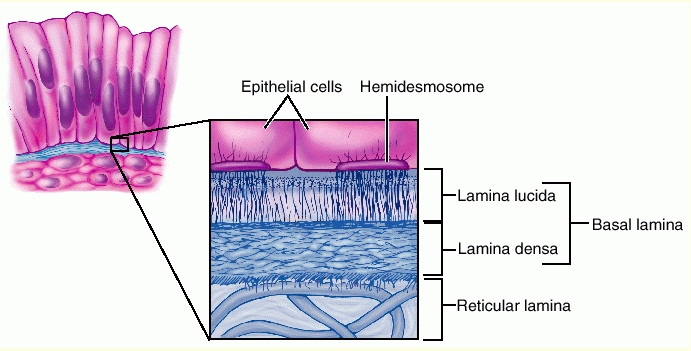 Epithelial cells
Hemidesmosome
Lamina lucida
Basal lamina
Lamina densa
Reticular lamina